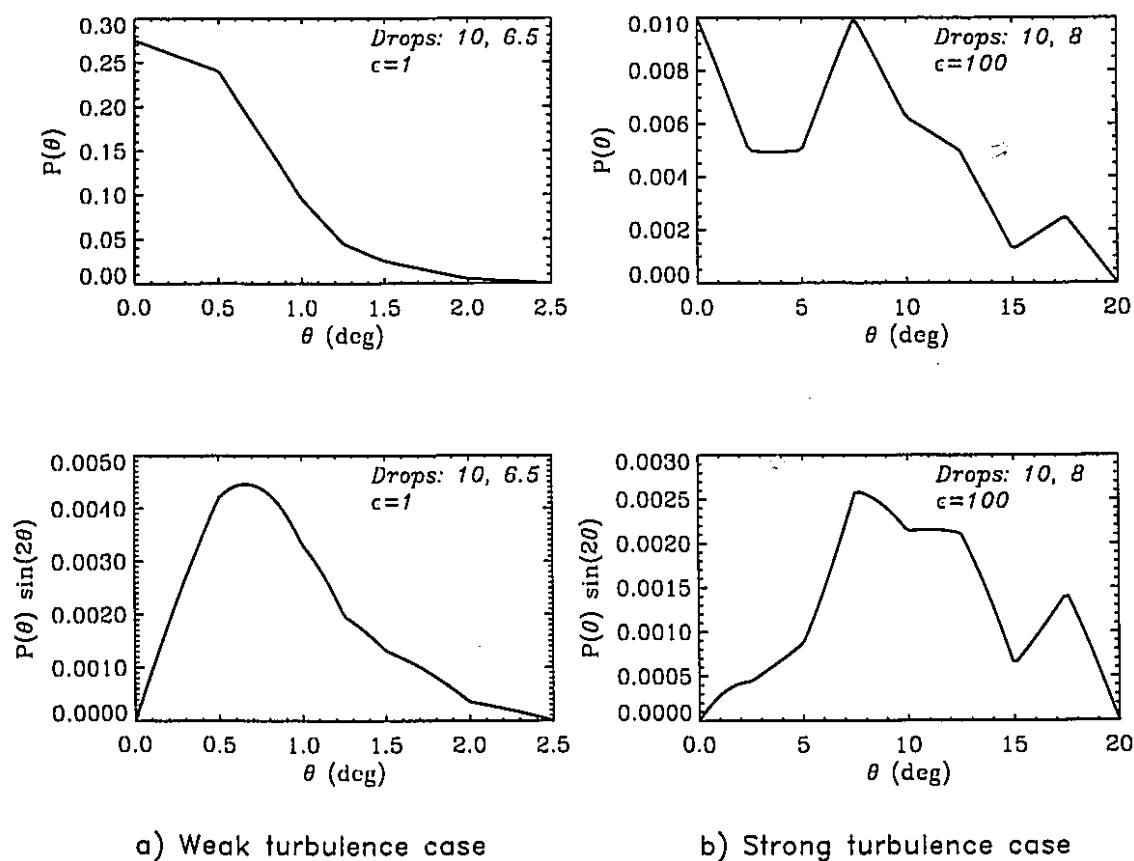 0.30
0.25
0.20
0.15
0.10
0.05
0.00
P(θ)
Drops: 10, 6.5
ϵ=1
0.0 0.5 1.0 1.5 2.0 2.5
θ (deg)
0.010
0.008
0.006
0.004
0.002
0.000
P(θ)
Drops: 10, 8
ϵ=100
0.0 5 10 15 20
θ (deg)
0.0050
0.0040
0.0030
0.0020
0.0010
0.0000
P(θ) sin(2θ)
Drops: 10, 6.5
ϵ=1
0.0 0.5 1.0 1.5 2.0 2.5
θ (deg)
0.0030
0.0025
0.0020
0.0015
0.0010
0.0005
0.0000
P(θ) sin(2θ)
Drops: 10, 8
ϵ=100
0.0 5 10 15 20
θ (deg)
a) Weak turbulence case
b) Strong turbulence case